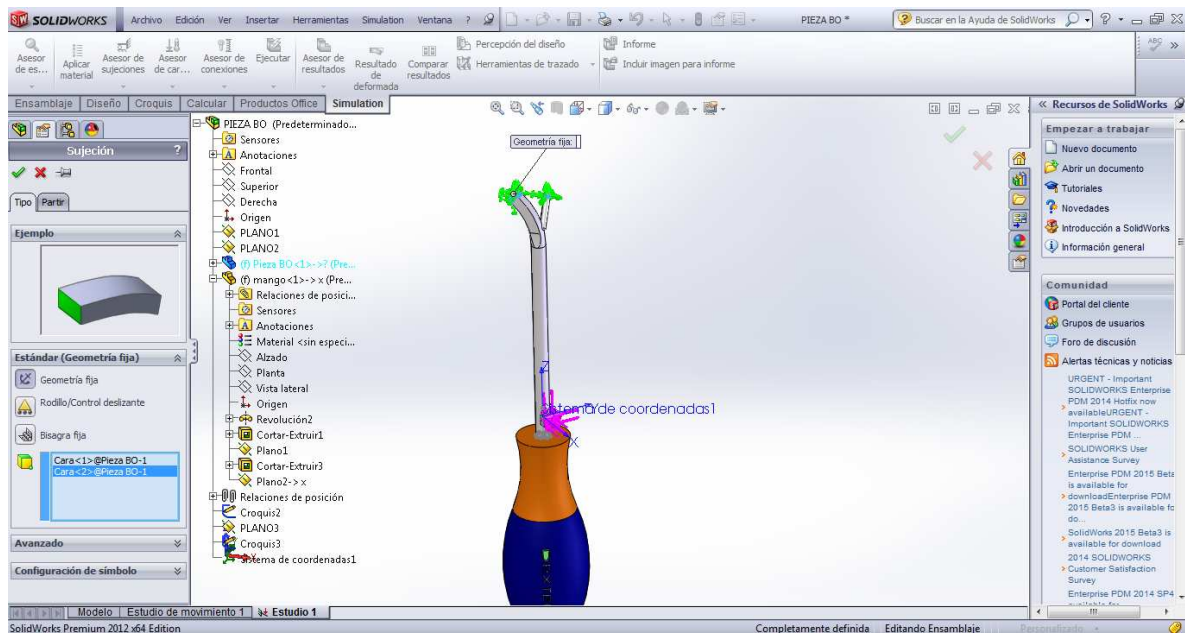 SOLIDWORKS Archivo Edición Ver Insertar Herramientas Simulation Ventana ? PIEZA BO * Buscar en la Ayuda de SolidWorks
Asesor de es...
Aplicar material
Asesor de sujeciones
Asesor de car...
Asesor de conexiones
Ejecutar
Asesor de resultados
Resultado de deformada
Comparar resultados
Percepción del diseño
Herramientas de trazado
Informe
Incluir imagen para informe
ABC
Ensamblaje Diseño Croquis Calcular Productos Office Simulation
Sujeción ?
Tipo Partir
Ejemplo
Estándar (Geometría fija)
Geometría fija
Rodillo/Control deslizante
Bisagra fija
Cara<1>@Pieza BO-1
Cara<2>@Pieza BO-1
Avanzado
Configuración de símbolo
PIEZA BO (Predeterminado...
Sensores
Anotaciones
Frontal
Superior
Derecha
Origen
PLANO1
PLANO2
(f) Pieza BO<1>->? (Pre...
(f) mango<1>->x (Pre...
Relaciones de posici...
Sensores
Anotaciones
Material <sin especi...
Alzado
Planta
Vista lateral
Origen
Revolución2
Cortar-Extruir1
Plano1
Cortar-Extruir3
Plano2->x
Relaciones de posición
Croquis2
PLANO3
Croquis3
sistema de coordenadas1
Geometría fija:
Z
Y
X
de coordenadas1
Recursos de SolidWorks
Empezar a trabajar
Nuevo documento
Abrir un documento
Tutoriales
Novedades
Introducción a SolidWorks
Información general
Comunidad
Portal del cliente
Grupos de usuarios
Foro de discusión
Alertas técnicas y noticias
URGENT - Important
SOLIDWORKS Enterprise
PDM 2014 Hotfix now
availableURGENT -
Important SOLIDWORKS
Enterprise PDM ...
SOLIDWORKS User
Assistance Survey
Enterprise PDM 2015 Beta
is available for
downloadEnterprise PDM
2015 Beta3 is available fo
do...
SolidWorks 2015 Beta3 is
available for download
2014 SOLIDWORKS
Customer Satisfaction
Survey
Enterprise PDM 2014 SP4
Modelo Estudio de movimiento 1 Estudio 1
SolidWorks Premium 2012 x64 Edition Completamente definida Editando Ensamblaje Personalizado